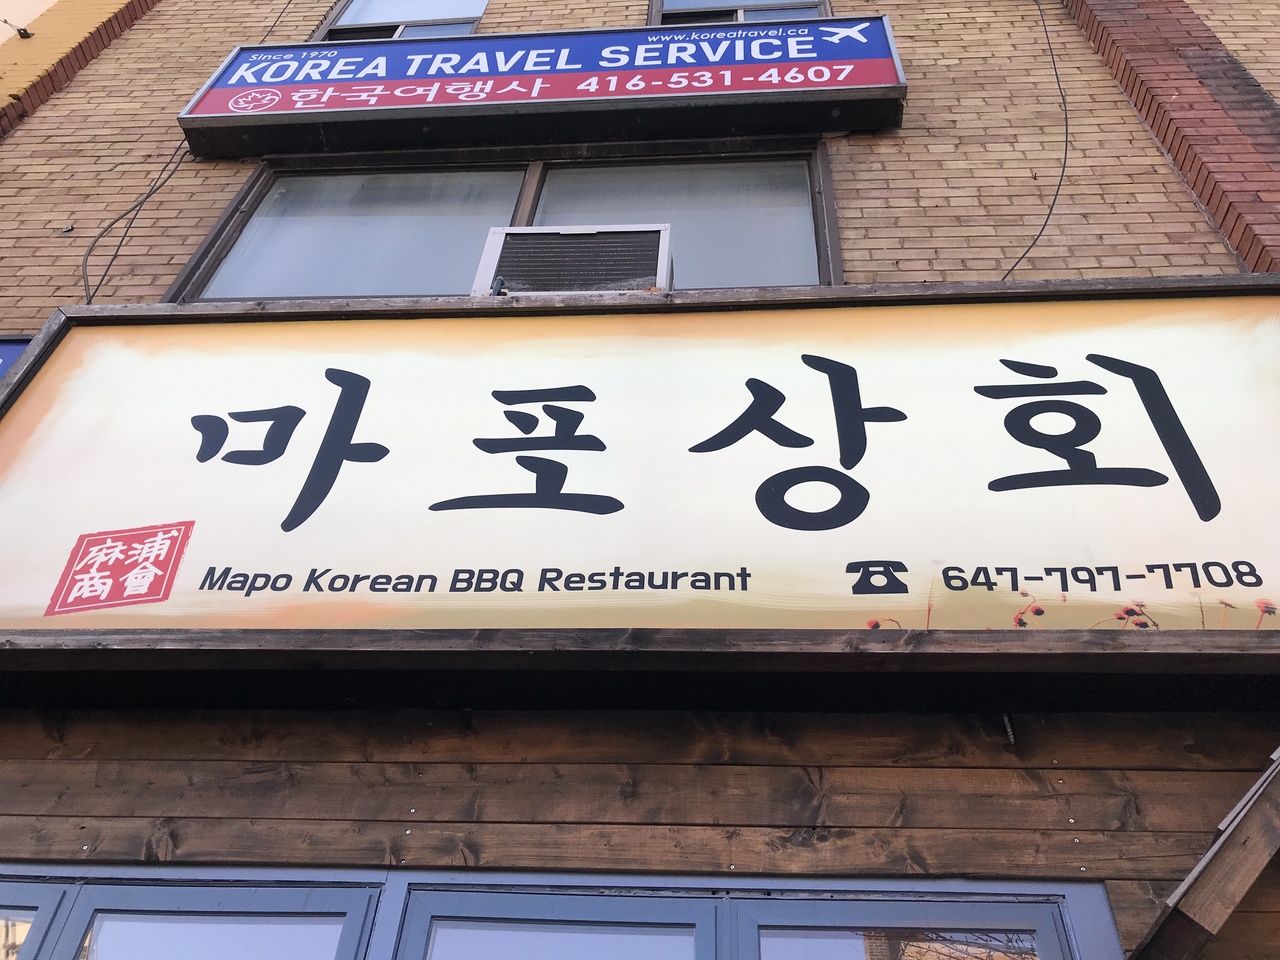 Since 1970 www.koreatravel.ca
KOREA TRAVEL SERVICE
한국여행사 416-531-4607
마포상회
麻浦
商會
Mapo Korean BBQ Restaurant ☎ 647-797-7708